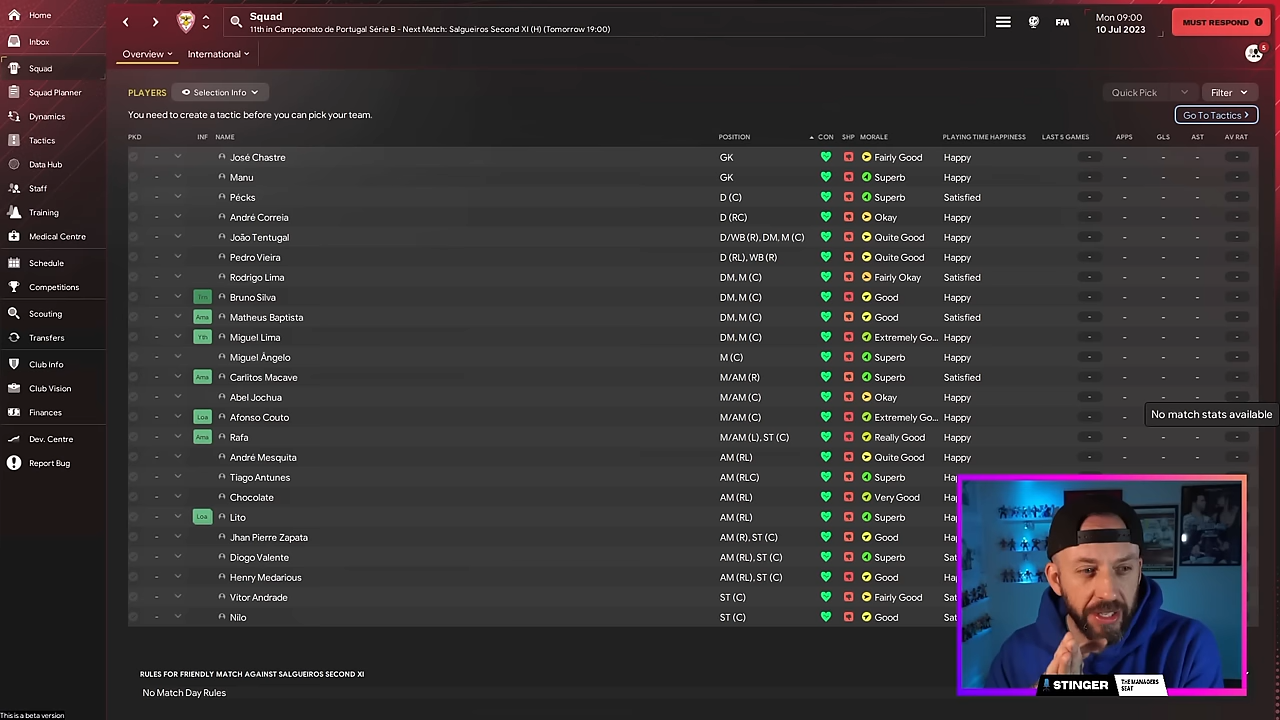 Home
Inbox
Squad
Squad Planner
Dynamics
Tactics
Data Hub
Staff
Training
Medical Centre
Schedule
Competitions
Scouting
Transfers
Club Info
Club Vision
Finances
Dev. Centre
Report Bug
This is a beta version
Squad
11th in Campeonato de Portugal Série B - Next Match: Salgueiros Second XI (H) (Tomorrow 19:00)
FM
Mon 09:00
10 Jul 2023
MUST RESPOND
5
Overview International
PLAYERS Selection Info Quick Pick Filter
You need to create a tactic before you can pick your team. Go To Tactics
PKD INF NAME POSITION CON SHP MORALE PLAYING TIME HAPPINESS LAST 5 GAMES APPS GLS AST AV RAT
- José Chastre GK Fairly Good Happy - - - - -
- Manu GK Superb Happy - - - - -
- Pécks D (C) Superb Satisfied - - - - -
- André Correia D (RC) Okay Happy - - - - -
- João Tentugal D/WB (R), DM, M (C) Quite Good Happy - - - - -
- Pedro Vieira D (RL), WB (R) Quite Good Happy - - - - -
- Rodrigo Lima DM, M (C) Fairly Okay Satisfied - - - - -
- Trn Bruno Silva DM, M (C) Good Happy - - - - -
- Ama Matheus Baptista DM, M (C) Good Satisfied - - - - -
- Yth Miguel Lima DM, M (C) Extremely Go... Happy - - - - -
- Miguel Ângelo M (C) Superb Happy - - - - -
- Ama Carlitos Macave M/AM (R) Superb Satisfied - - - - -
- Abel Jochua M/AM (C) Okay Happy - - - - -
- Loa Afonso Couto M/AM (C) Extremely Go... Happy -
No match stats available
- Ama Rafa M/AM (L), ST (C) Really Good Happy - - - - -
- André Mesquita AM (RL) Quite Good Happy - - - - -
- Tiago Antunes AM (RLC) Superb Ha
- Chocolate AM (RL) Very Good Ha
- Loa Lito AM (RL) Superb Ha
- Jhan Pierre Zapata AM (R), ST (C) Good Ha
- Diogo Valente AM (RL), ST (C) Superb Sat
- Henry Medarious AM (RL), ST (C) Good Ha
- Vítor Andrade ST (C) Fairly Good Sat
- Nilo ST (C) Good Sat
RULES FOR FRIENDLY MATCH AGAINST SALGUEIROS SECOND XI
No Match Day Rules
STINGER THE MANAGERS
SEAT